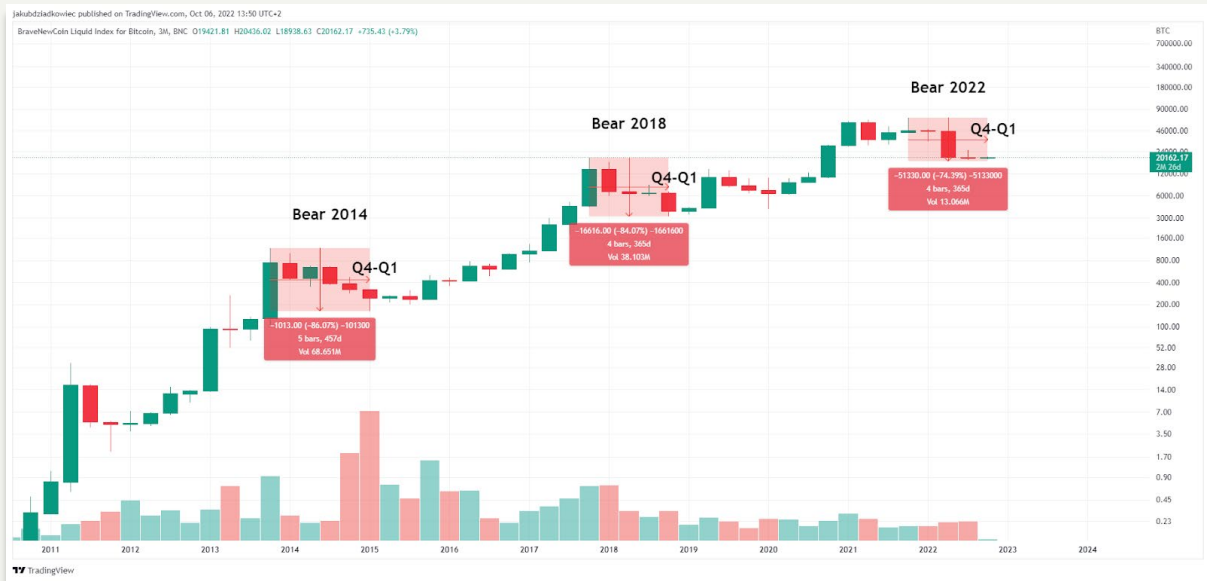 jakubdziadkowiec published on TradingView.com, Oct 06, 2022 13:50 UTC+2
BraveNewCoin Liquid Index for Bitcoin, 3M, BNC O19421.81 H20436.02 L18938.63 C20162.17 +735.43 (+3.79%)
BTC
700000.00
340000.00
180000.00
90000.00
46000.00
24000.00
20162.17
2M 26d
12000.00
6000.00
3000.00
1600.00
800.00
400.00
200.00
100.00
52.00
28.00
14.00
7.00
3.50
1.70
0.90
0.45
0.23
Bear 2014
Q4-Q1
−1013.00 (−86.07%) −101300
5 bars, 457d
Vol 68.651M
Bear 2018
Q4-Q1
−16616.00 (−84.07%) −1661600
4 bars, 365d
Vol 38.103M
Bear 2022
Q4-Q1
−51330.00 (−74.39%) −5133000
4 bars, 365d
Vol 13.066M
2011 2012 2013 2014 2015 2016 2017 2018 2019 2020 2021 2022 2023 2024
TradingView